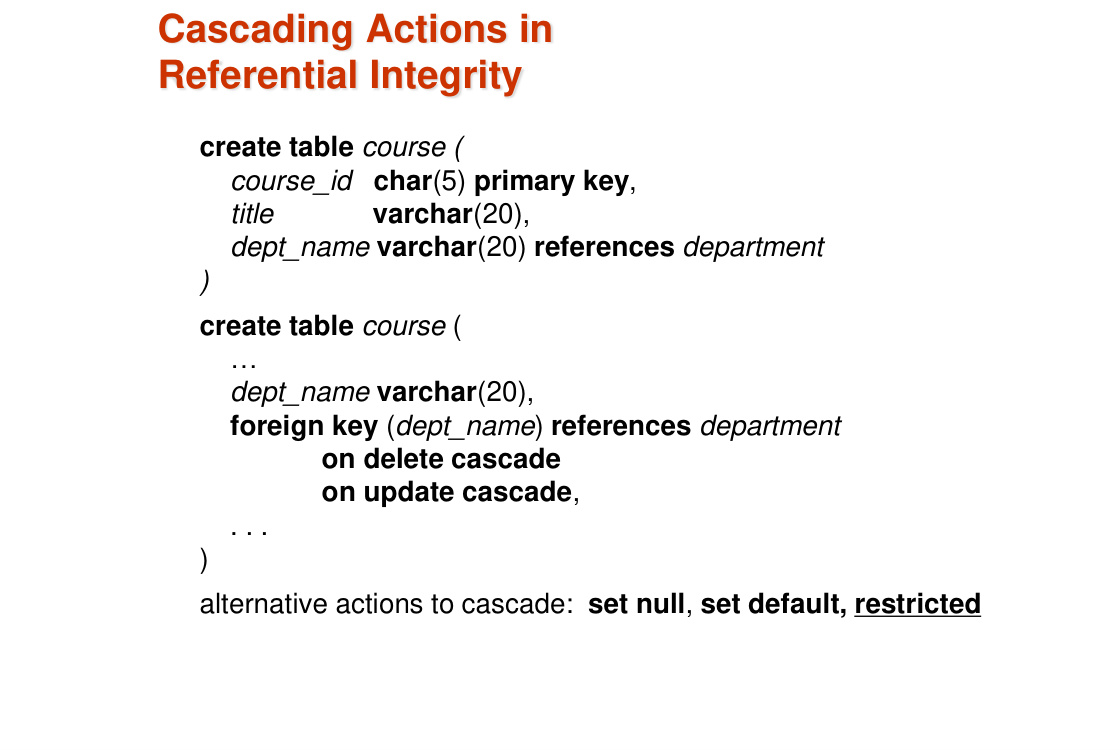 Cascading Actions in
Referential Integrity
create table course (
course_id char(5) primary key,
title varchar(20),
dept_name varchar(20) references department
)
create table course (
…
dept_name varchar(20),
foreign key (dept_name) references department
on delete cascade
on update cascade,
. . .
)
alternative actions to cascade: set null, set default, restricted